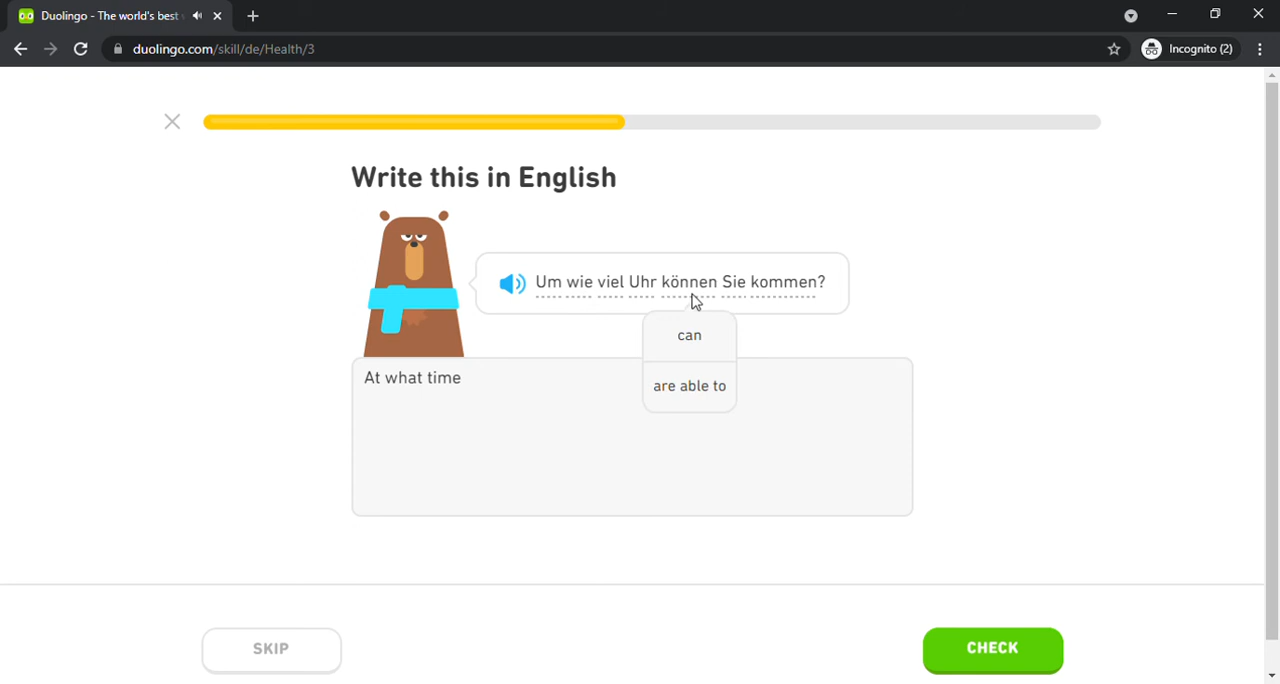 Duolingo - The world's best
duolingo.com/skill/de/Health/3
Incognito (2)
Write this in English
Um wie viel Uhr können Sie kommen?
can
are able to
At what time
SKIP
CHECK